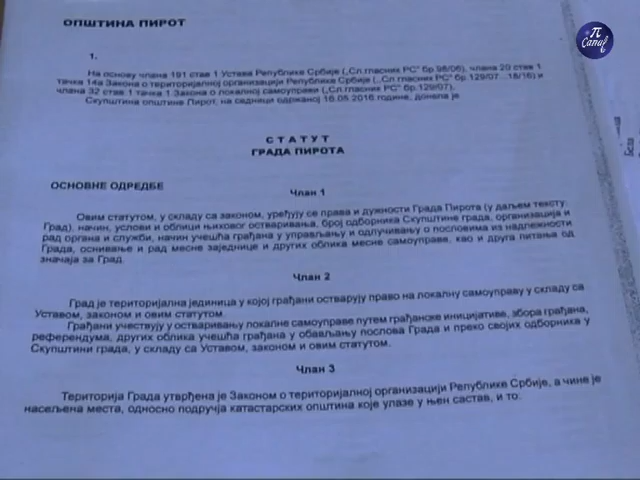 ОПШТИНА ПИРОТ
π
Canal
1.
На основу члана 191 став 1 Устава Републике Србије („Сл.гласник РС" бр.98/06), члана 20 став 1
тачка 14а Закона о територијалној организацији Републике Србије („Сл. гласник РС" бр.129/07...18/16) и
члана 32 став 1 тачка 1 Закона о локалној самоуправи („Сл.гласник РС" бр.129/07),
Скупштина општине Пирот, на седници одржаној 16.05.2016 године, донела је
С Т А Т У Т
ГРАДА ПИРОТА
ОСНОВНЕ ОДРЕДБЕ
Члан 1
Овим статутом, у складу са законом, уређују се права и дужности Града Пирота (у даљем тексту:
Град), начин, услови и облици њиховог остваривања, број одборника Скупштине града, организација и
рад органа и служби, начин учешћа грађана у управљању и одлучивању о пословима из надлежности
Града, оснивање и рад месне заједнице и других облика месне самоуправе, као и друга питања од
значаја за Град.
Члан 2
Град је територијална јединица у којој грађани остварују право на локалну самоуправу у складу са
Уставом, законом и овим статутом.
Грађани учествују у остваривању локалне самоуправе путем грађанске иницијативе, збора грађана,
референдума, других облика учешћа грађана у обављању послова Града и преко својих одборника у
Скупштини града, у складу са Уставом, законом и овим статутом.
Члан 3
Територија Града утврђена је Законом о територијалној организацији Републике Србије, а чине је
насељена места, односно подручја катастарских општина које улазе у њен састав, и то: